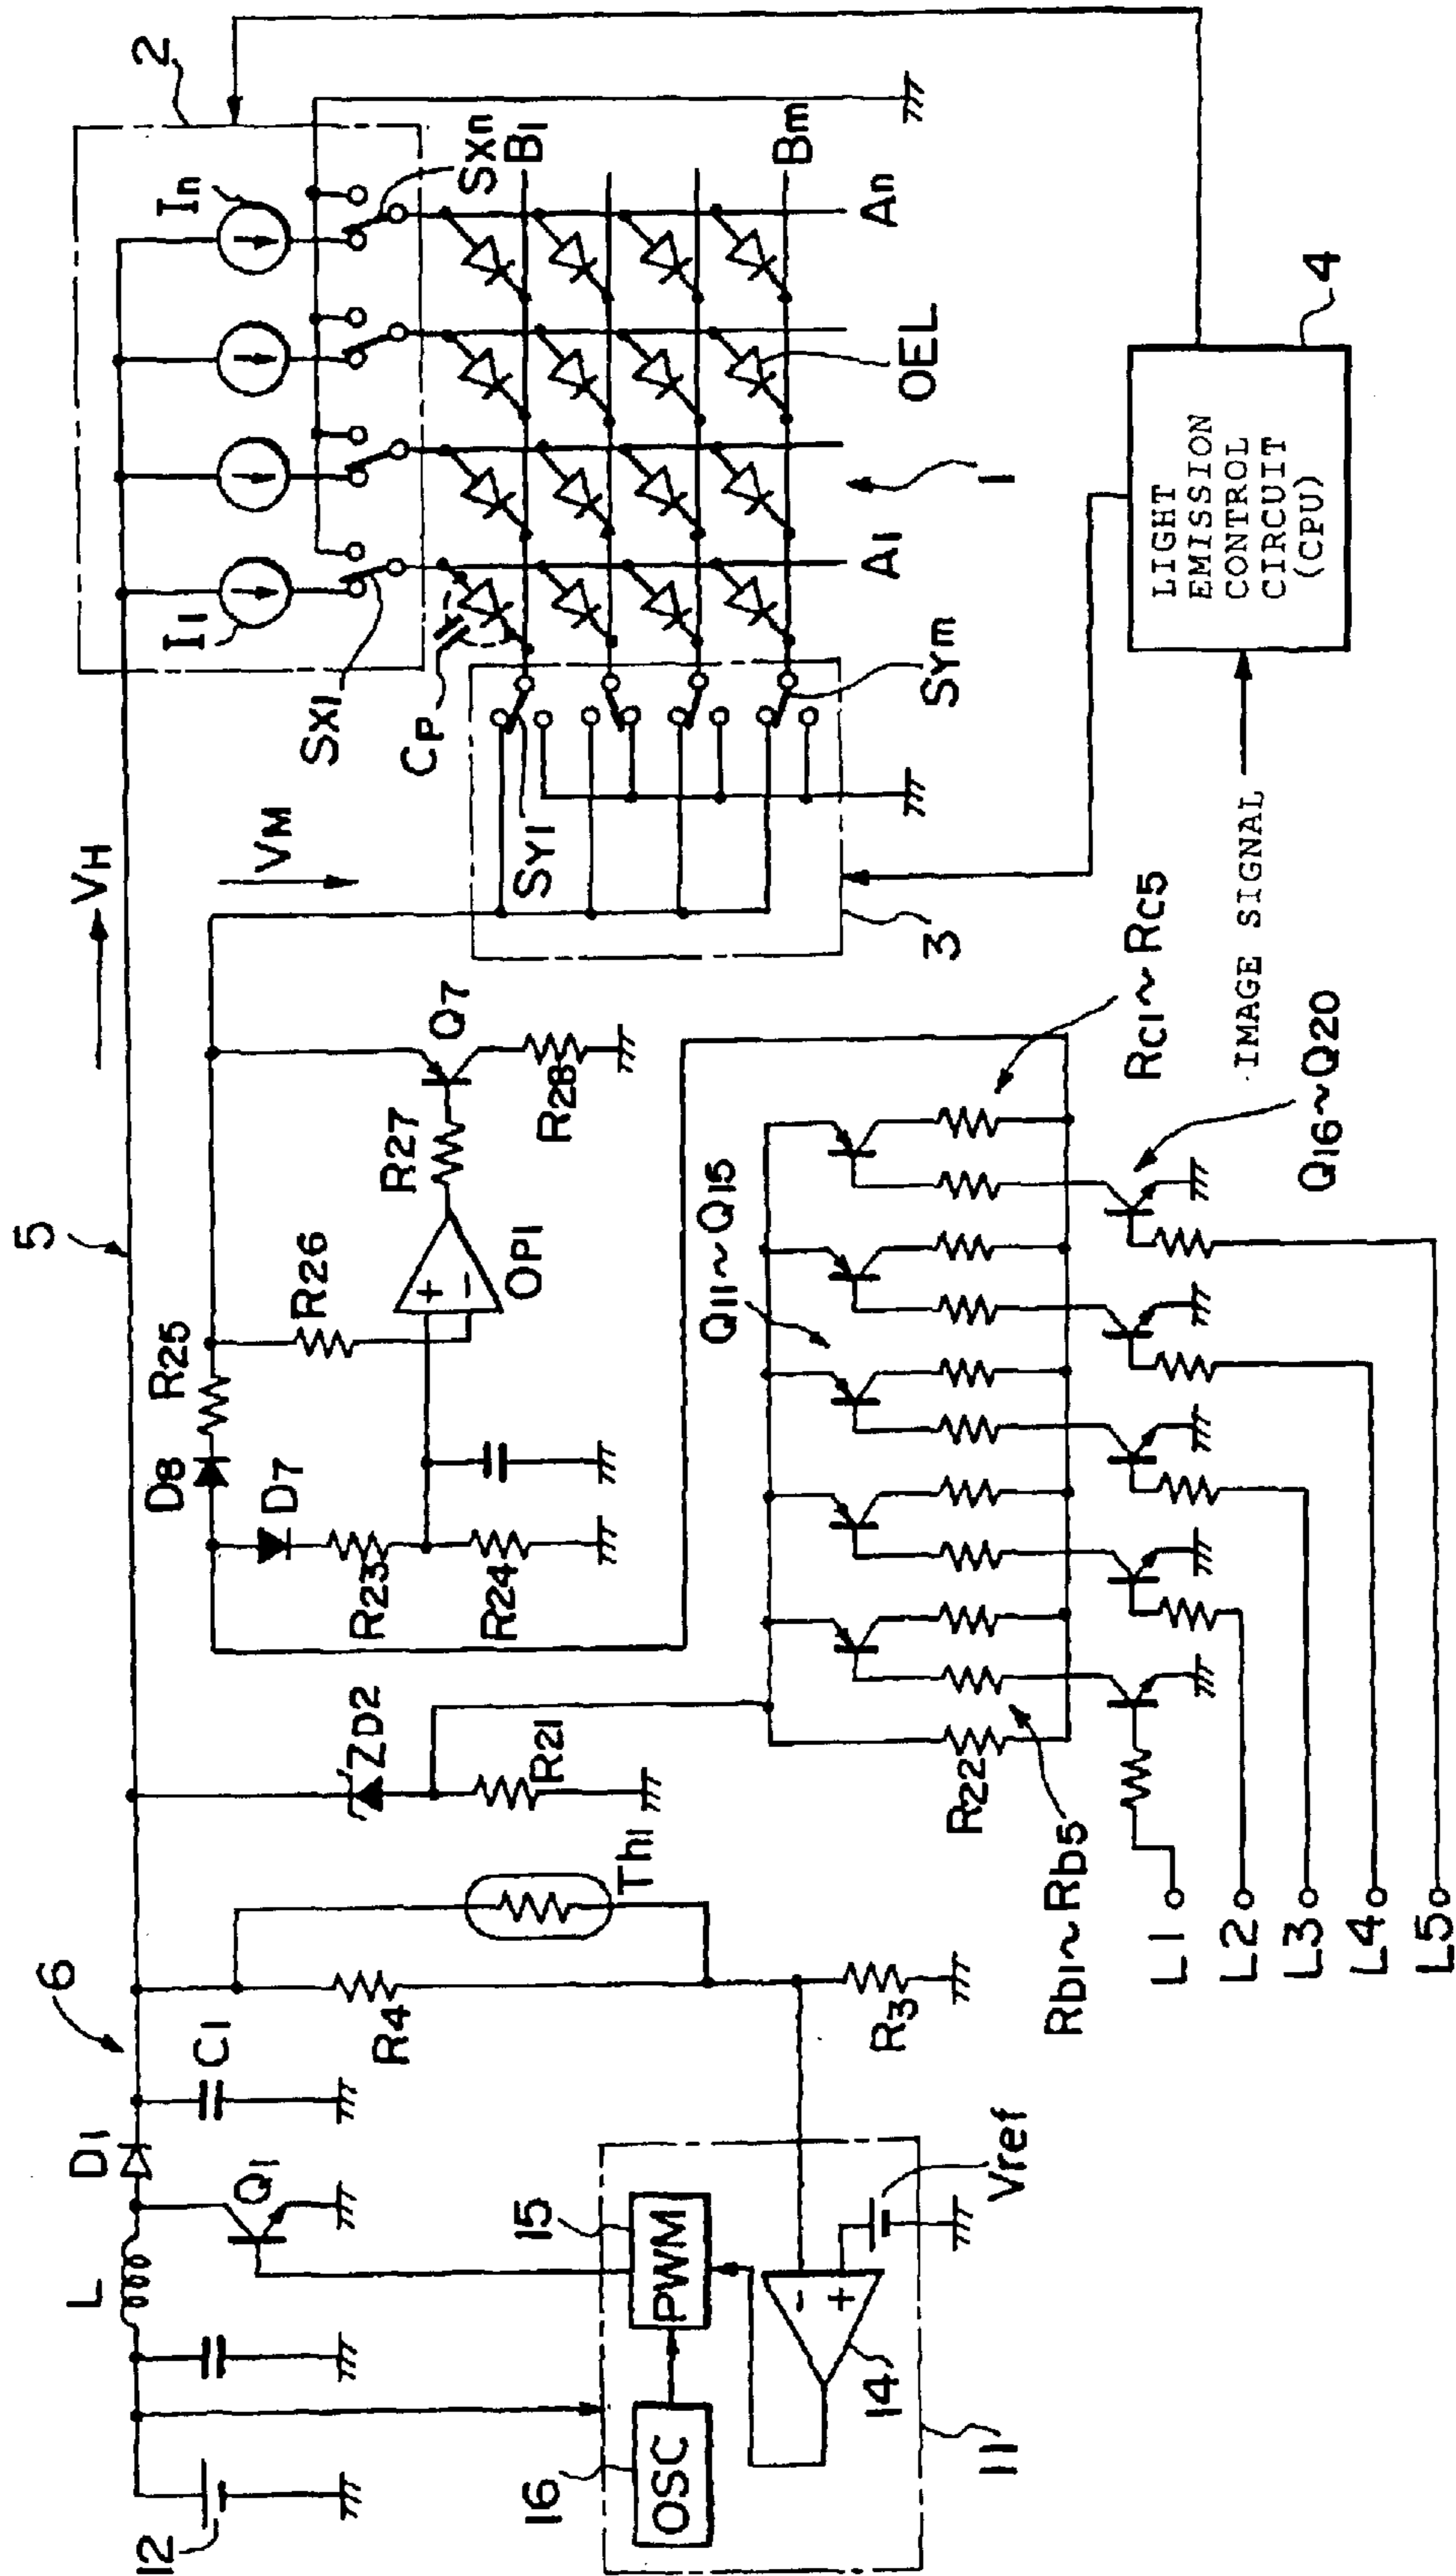 5
VH
2
6
L
D1
C1
Q1
12
R4
Th1
R3
ZD2
R21
D8
R25
D7
R23
R24
R26
OP1
+
-
R27
Q7
R28
VM
I1
In
SX1
SXn
CP
B1
Bm
SY1
SYm
A1
An
OEL
1
3
11
14
15
16
OSC
PWM
-
+
Vref
Q11~Q15
R22
Rb1~Rb5
RC1~RC5
Q16~Q20
L1
L2
L3
L4
L5
IMAGE SIGNAL
LIGHT
EMISSION
CONTROL
CIRCUIT
(CPU)
4